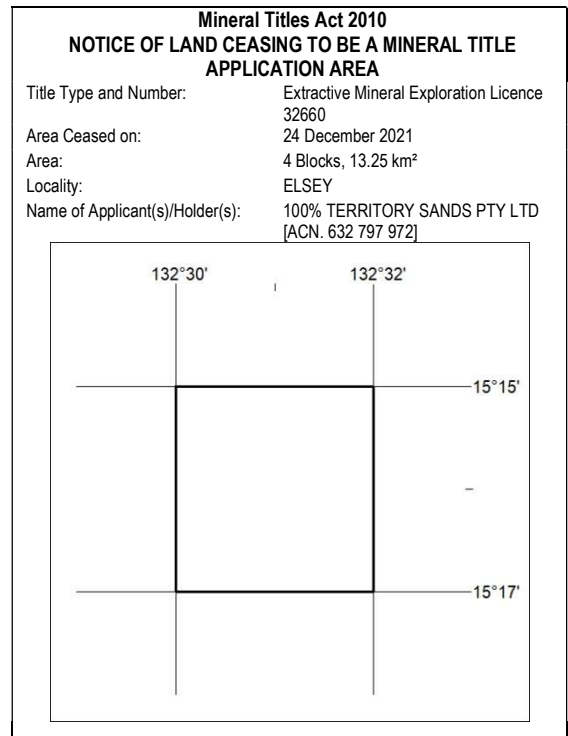 Mineral Titles Act 2010
NOTICE OF LAND CEASING TO BE A MINERAL TITLE
APPLICATION AREA
Title Type and Number: Extractive Mineral Exploration Licence
32660
Area Ceased on: 24 December 2021
Area: 4 Blocks, 13.25 km²
Locality: ELSEY
Name of Applicant(s)/Holder(s): 100% TERRITORY SANDS PTY LTD
[ACN. 632 797 972]
132°30' 132°32'
15°15'
15°17'